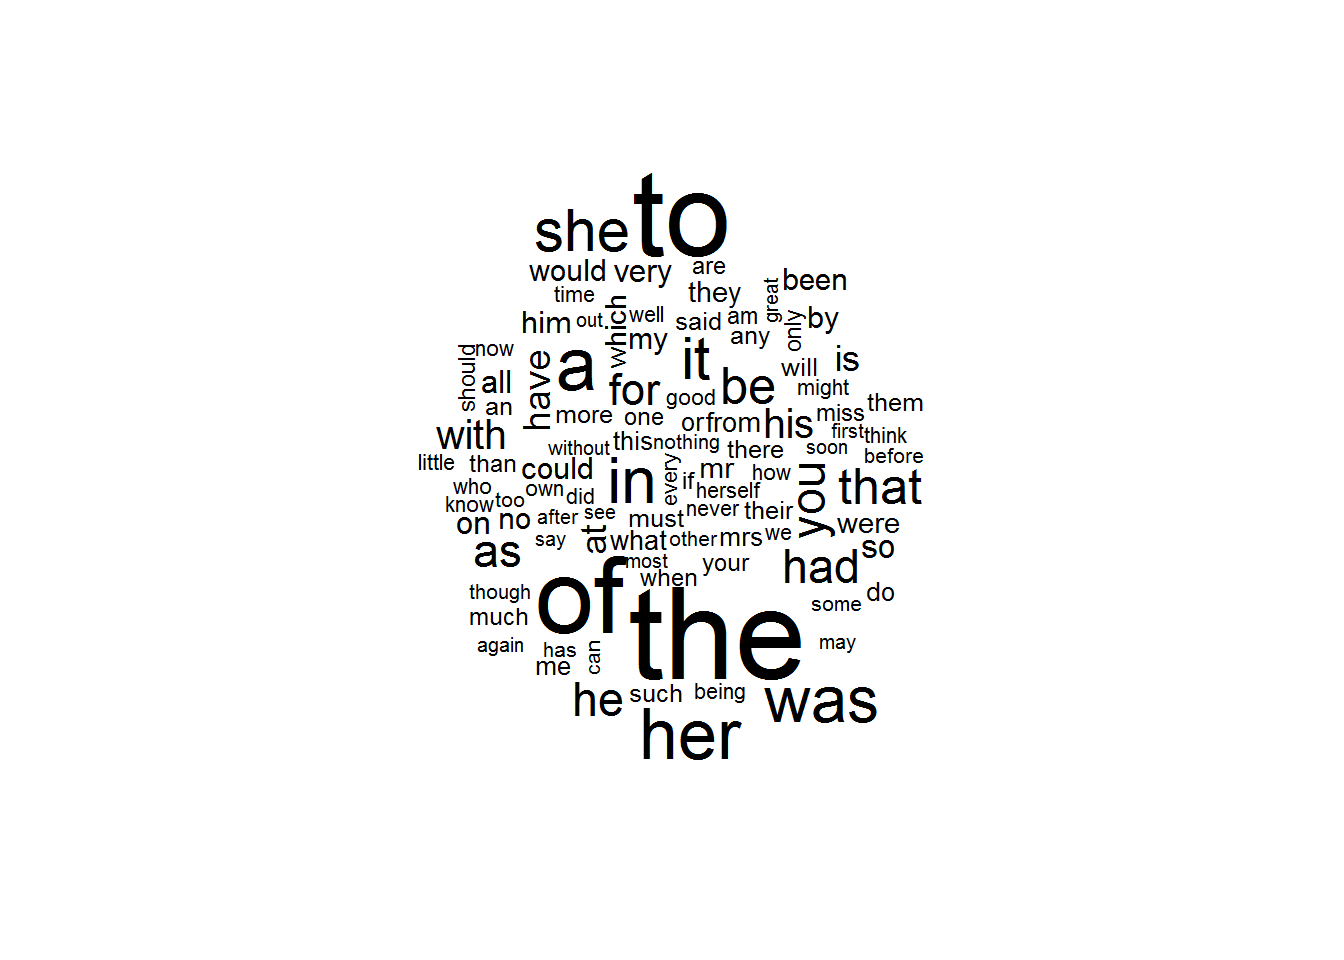 to
she
would very are
been
time
they
great
which
him out well said am
only
by
my any
should
now
have
a
it
is
will
all
for
be
might
good
an
more one
or from
his
miss
them
with
this nothing
first think
without
there
soon
before
little than
could
in
every
if
mr
how
you
that
who
own did
herself
know too
never their
on no
after see
must
were
at
say
what other mrs we
so
as
most
your
had
when
of
the
though
do
some
much
again
has
can
may
me
he
such being
was
her